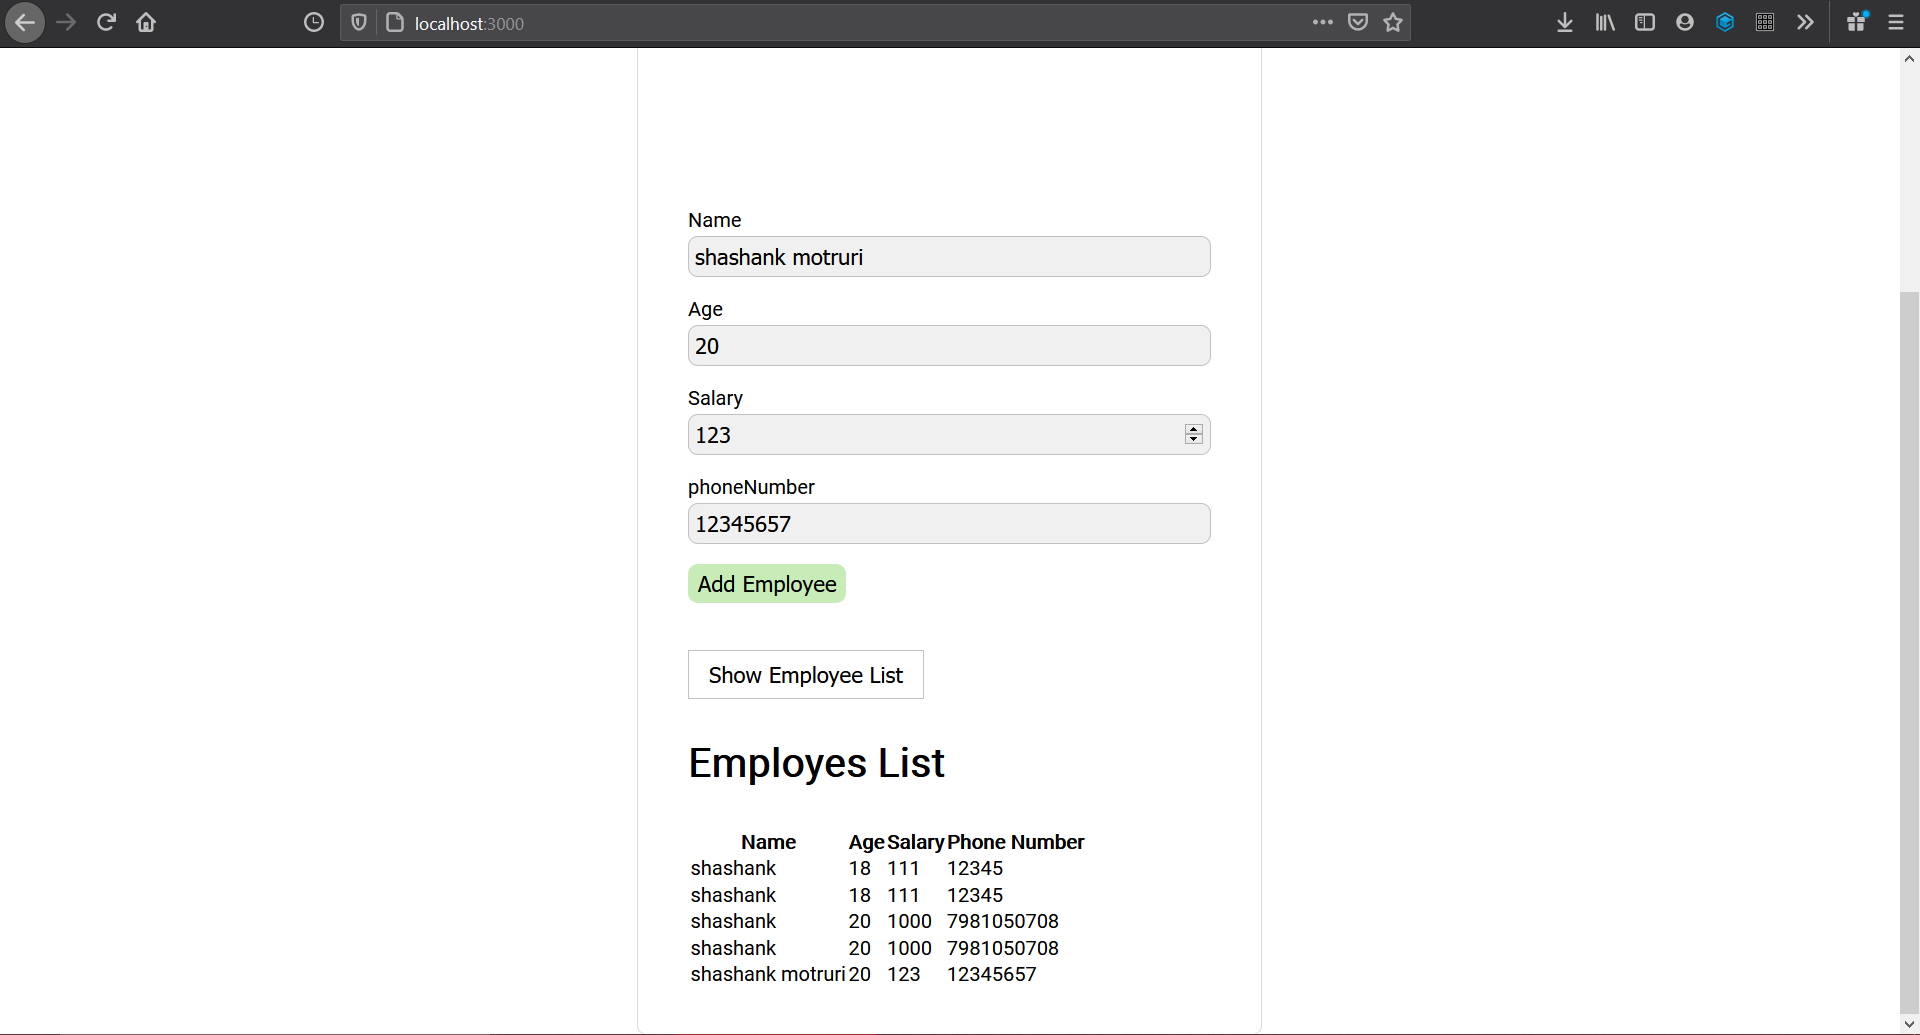 localhost:3000
Name
shashank motruri
Age
20
Salary
123
phoneNumber
12345657
Add Employee
Show Employee List
Employes List
Name Age Salary Phone Number
shashank 18 111 12345
shashank 18 111 12345
shashank 20 1000 7981050708
shashank 20 1000 7981050708
shashank motruri 20 123 12345657